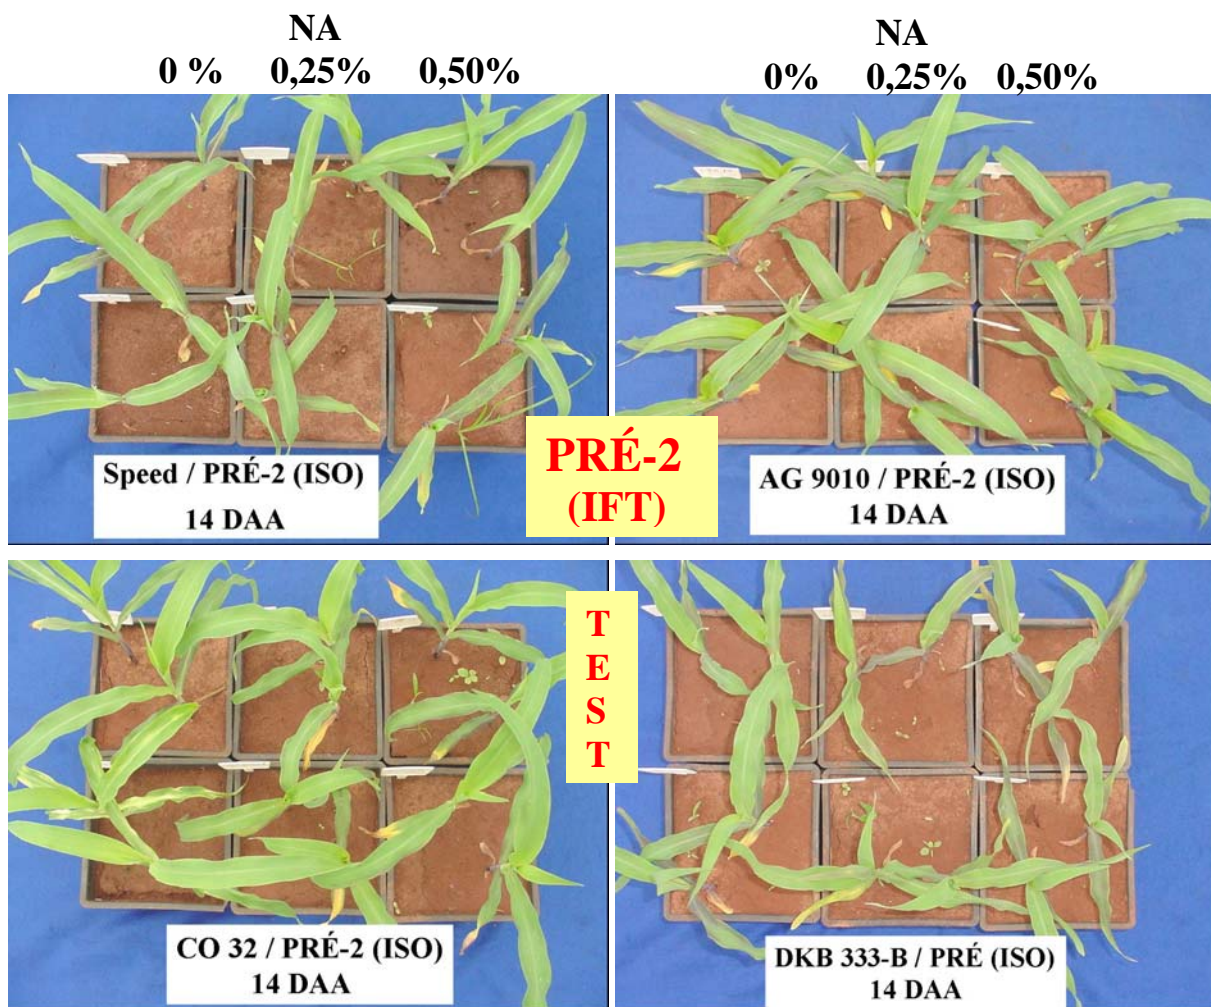 NA
0 % 0,25% 0,50%
NA
0% 0,25% 0,50%
Speed / PRÉ-2 (ISO)
14 DAA
PRÉ-2
(IFT)
AG 9010 / PRÉ-2 (ISO)
14 DAA
T
E
S
T
CO 32 / PRÉ-2 (ISO)
14 DAA
DKB 333-B / PRÉ (ISO)
14 DAA